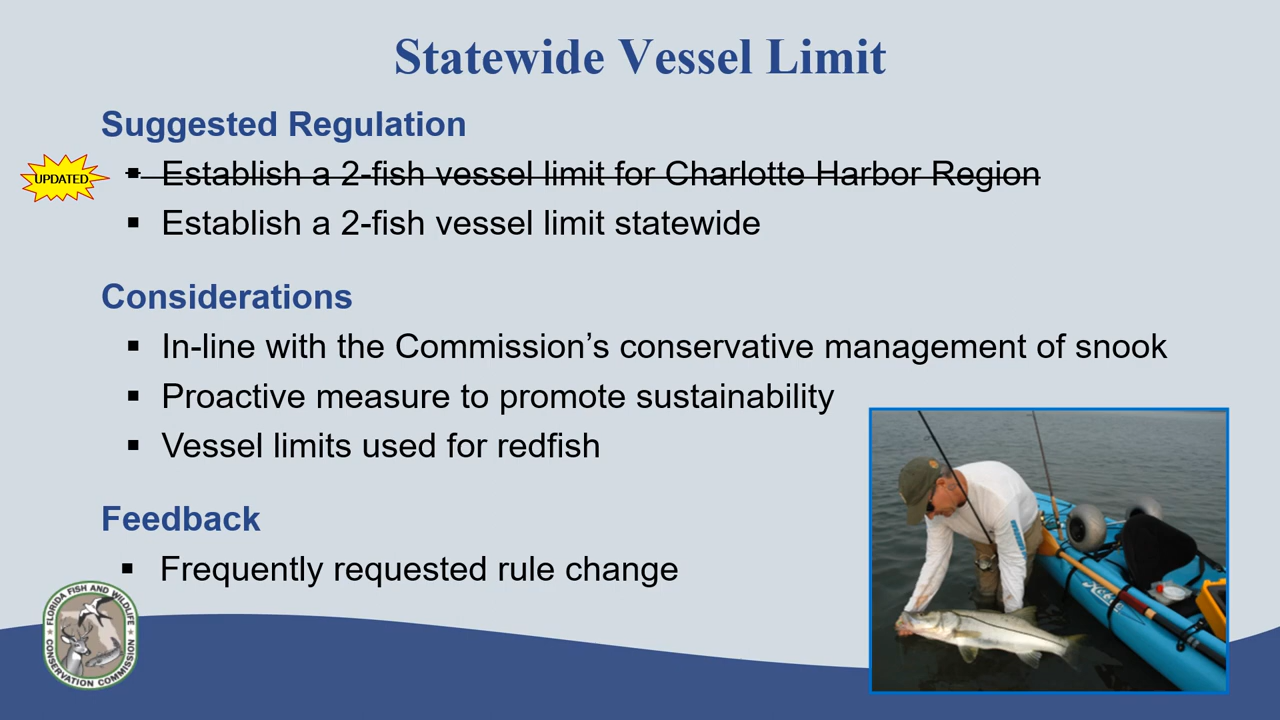 Statewide Vessel Limit
Suggested Regulation
UPDATED
▪ Establish a 2-fish vessel limit for Charlotte Harbor Region
▪ Establish a 2-fish vessel limit statewide
Considerations
▪ In-line with the Commission’s conservative management of snook
▪ Proactive measure to promote sustainability
▪ Vessel limits used for redfish
Feedback
▪ Frequently requested rule change
FLORIDA FISH AND WILDLIFE
CONSERVATION COMMISSION
Hobie